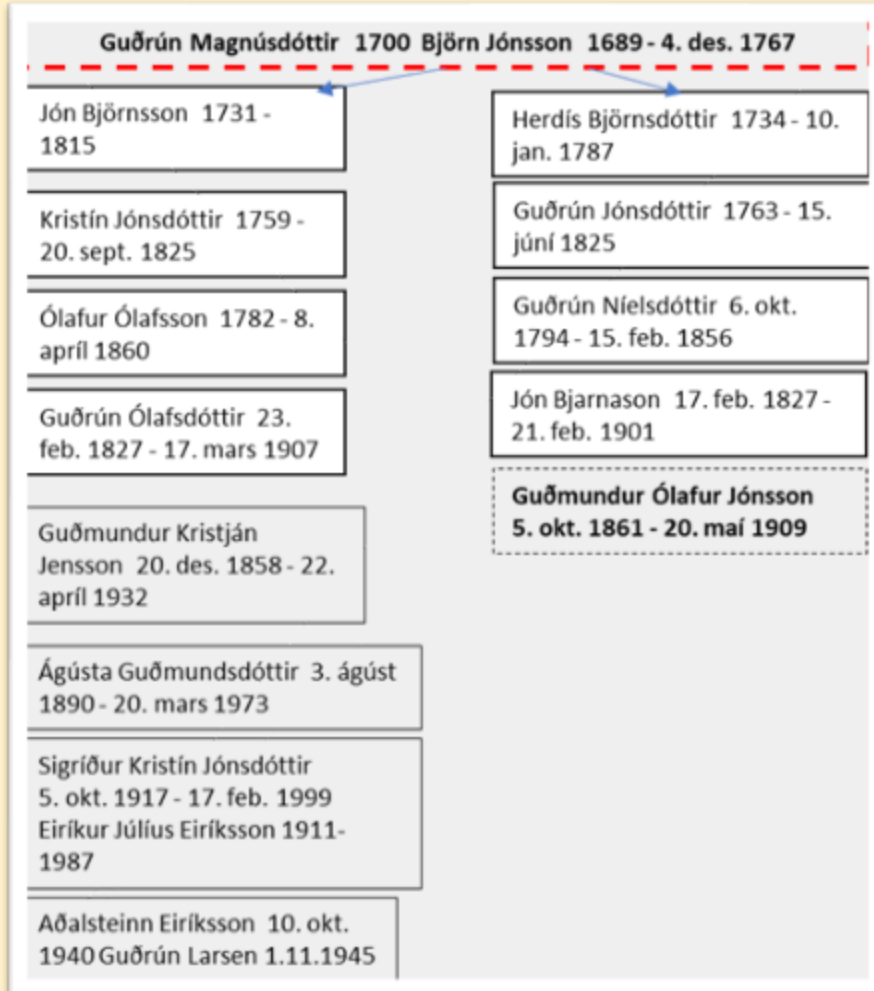 Guðrún Magnúsdóttir 1700 Björn Jónsson 1689 - 4. des. 1767
Jón Björnsson 1731 -
1815
Kristín Jónsdóttir 1759 -
20. sept. 1825
Ólafur Ólafsson 1782 - 8.
apríl 1860
Guðrún Ólafsdóttir 23.
feb. 1827 - 17. mars 1907
Guðmundur Kristján
Jensson 20. des. 1858 - 22.
apríl 1932
Ágústa Guðmundsdóttir 3. ágúst
1890 - 20. mars 1973
Sigríður Kristín Jónsdóttir
5. okt. 1917 - 17. feb. 1999
Eiríkur Júlíus Eiríksson 1911-
1987
Aðalsteinn Eiríksson 10. okt.
1940 Guðrún Larsen 1.11.1945
Herdís Björnsdóttir 1734 - 10.
jan. 1787
Guðrún Jónsdóttir 1763 - 15.
júní 1825
Guðrún Níelsdóttir 6. okt.
1794 - 15. feb. 1856
Jón Bjarnason 17. feb. 1827 -
21. feb. 1901
Guðmundur Ólafur Jónsson
5. okt. 1861 - 20. maí 1909